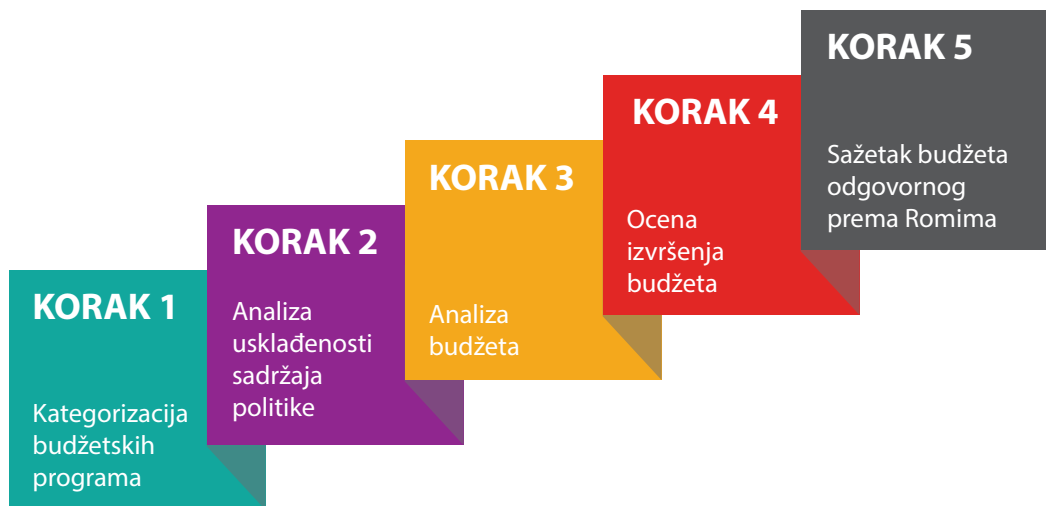 KORAK 1
Kategorizacija
budžetskih
programa
KORAK 2
Analiza
usklađenosti
sadržaja
politike
KORAK 3
Analiza
budžeta
KORAK 4
Ocena
izvršenja
budžeta
KORAK 5
Sažetak budžeta
odgovornog
prema Romima